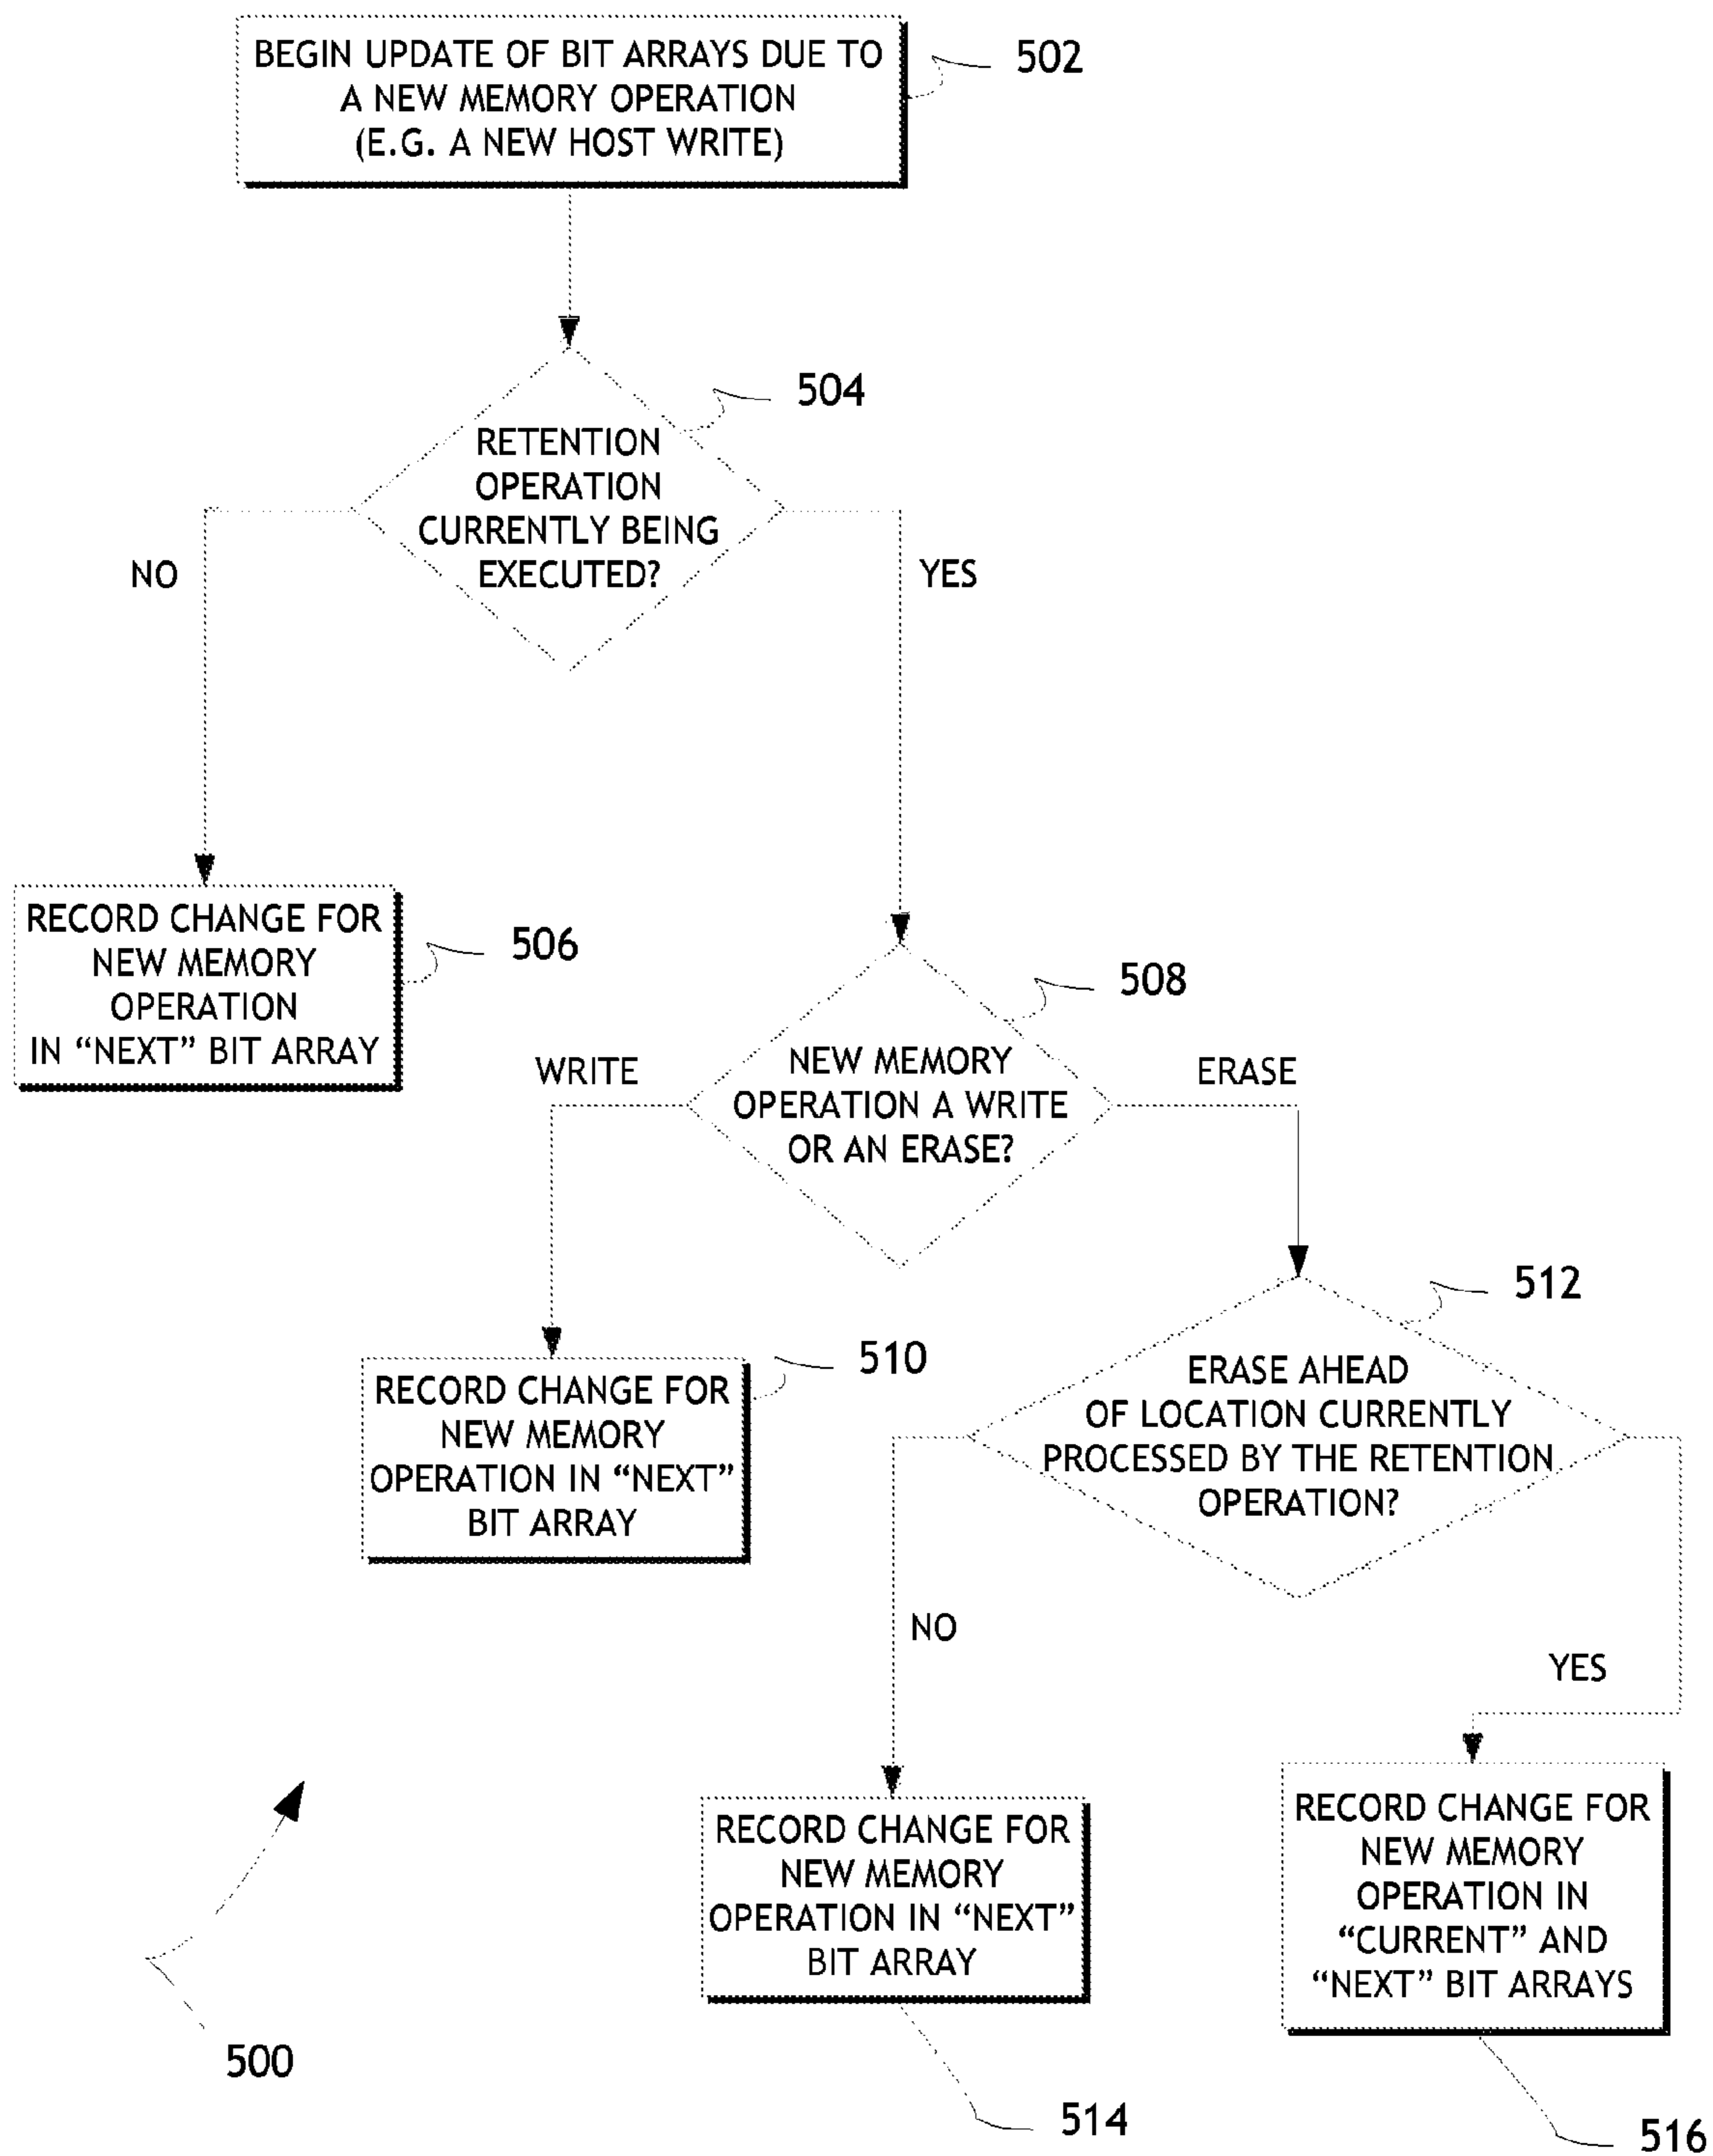 BEGIN UPDATE OF BIT ARRAYS DUE TO
A NEW MEMORY OPERATION
(E.G. A NEW HOST WRITE)
502
504
RETENTION
OPERATION
CURRENTLY BEING
EXECUTED?
NO
YES
RECORD CHANGE FOR
NEW MEMORY
OPERATION
IN “NEXT” BIT ARRAY
506
508
NEW MEMORY
OPERATION A WRITE
OR AN ERASE?
WRITE
ERASE
512
510
RECORD CHANGE FOR
NEW MEMORY
OPERATION IN “NEXT”
BIT ARRAY
ERASE AHEAD
OF LOCATION CURRENTLY
PROCESSED BY THE RETENTION
OPERATION?
NO
YES
RECORD CHANGE FOR
NEW MEMORY
OPERATION IN “NEXT”
BIT ARRAY
RECORD CHANGE FOR
NEW MEMORY
OPERATION IN
“CURRENT” AND
“NEXT” BIT ARRAYS
500
514
516